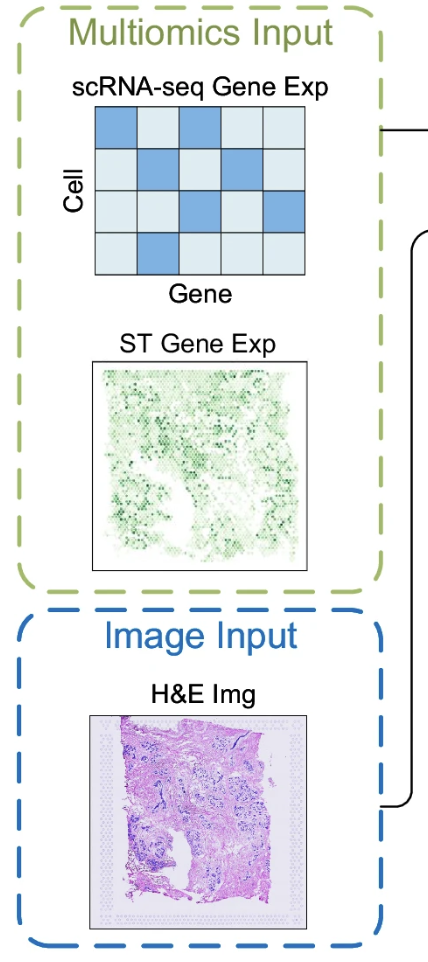 Multiomics Input
scRNA-seq Gene Exp
Cell
Gene
ST Gene Exp
Image Input
H&E Img